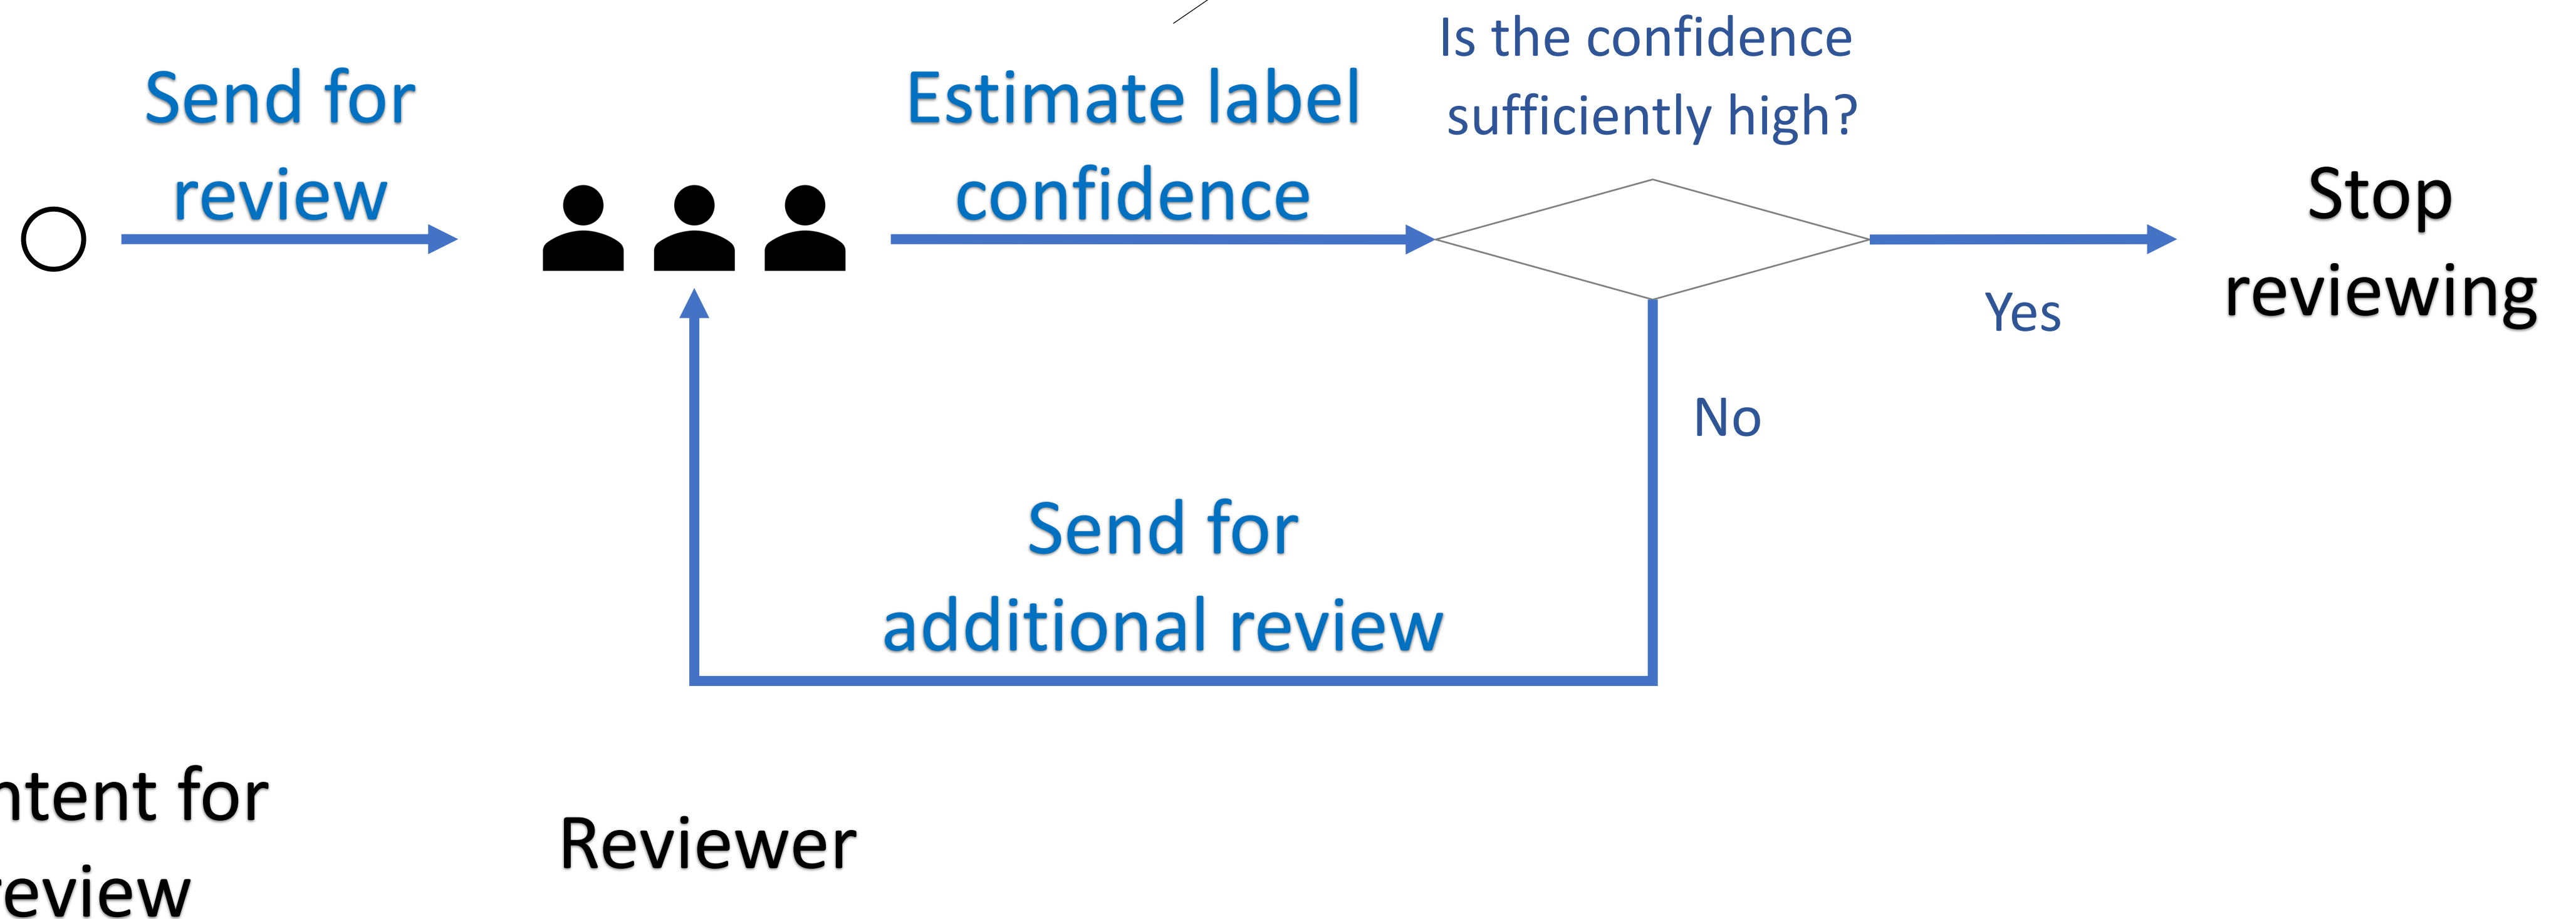 Send for
review
Estimate label
confidence
Is the confidence
sufficiently high?
Stop
reviewing
Yes
No
Send for
additional review
ntent for
review
Reviewer